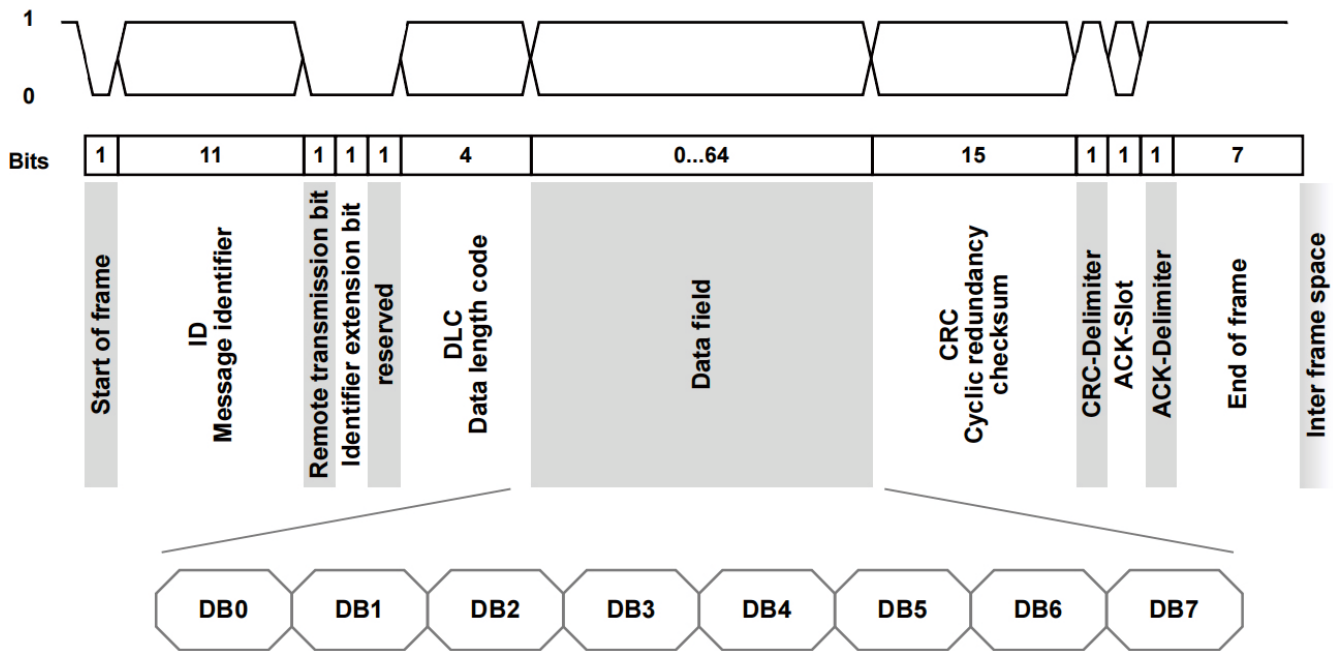 1
0
Bits
1
11
1
1
1
4
0...64
15
1
1
1
7
Start of frame
ID
Message identifier
Remote transmission bit
Identifier extension bit
reserved
DLC
Data length code
Data field
CRC
Cyclic redundancy
checksum
CRC-Delimiter
ACK-Slot
ACK-Delimiter
End of frame
Inter frame space
DB0
DB1
DB2
DB3
DB4
DB5
DB6
DB7